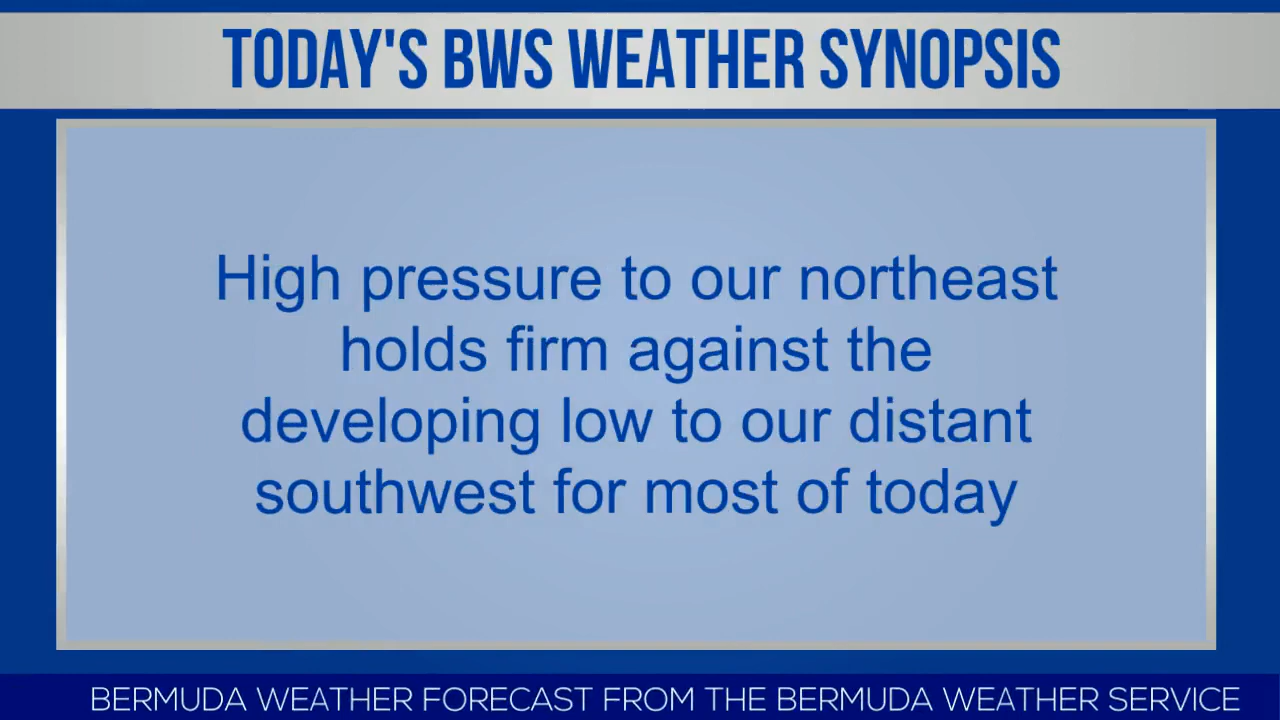 TODAY'S BWS WEATHER SYNOPSIS
High pressure to our northeast
holds firm against the
developing low to our distant
southwest for most of today
BERMUDA WEATHER FORECAST FROM THE BERMUDA WEATHER SERVICE